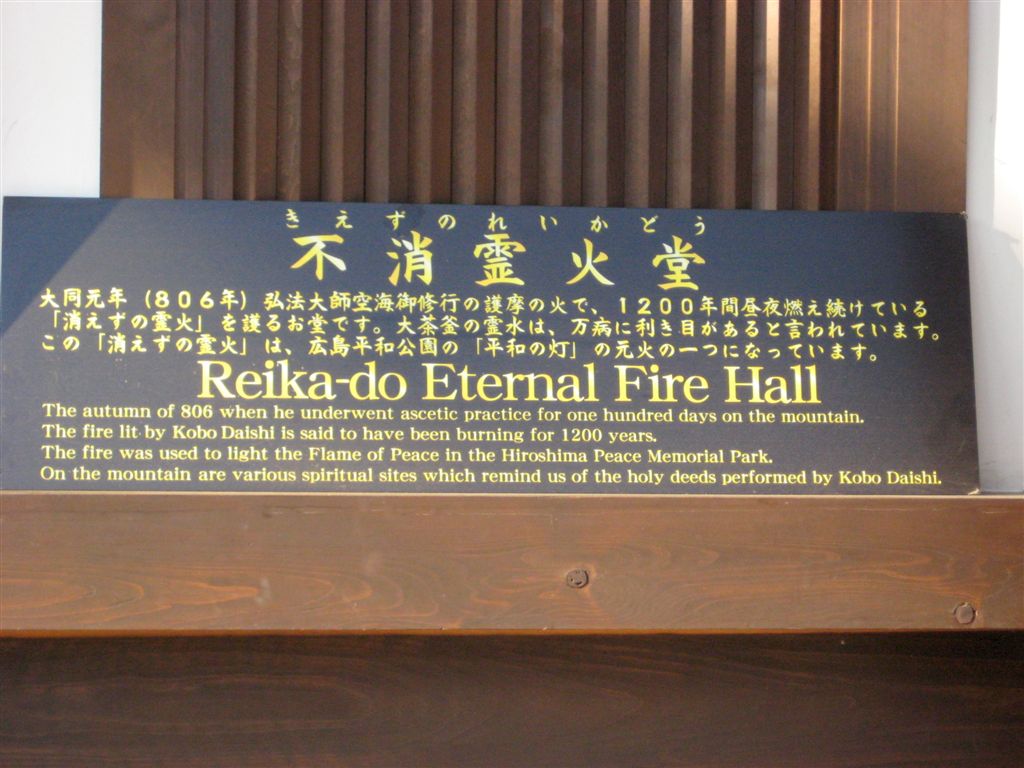 きえずのれいかどう
不消霊火堂
大同元年（８０６年）弘法大師空海御修行の護摩の火で、１２００年間昼夜燃え続けている
「消えずの霊火」を護るお堂です。大茶釜の霊水は、万病に利き目があると言われています。
この「消えずの霊火」は、広島平和公園の「平和の灯」の元火の一つになっています。
Reika-do Eternal Fire Hall
The autumn of 806 when he underwent ascetic practice for one hundred days on the mountain.
The fire lit by Kobo Daishi is said to have been burning for 1200 years.
The fire was used to light the Flame of Peace in the Hiroshima Peace Memorial Park.
On the mountain are various spiritual sites which remind us of the holy deeds performed by Kobo Daishi.